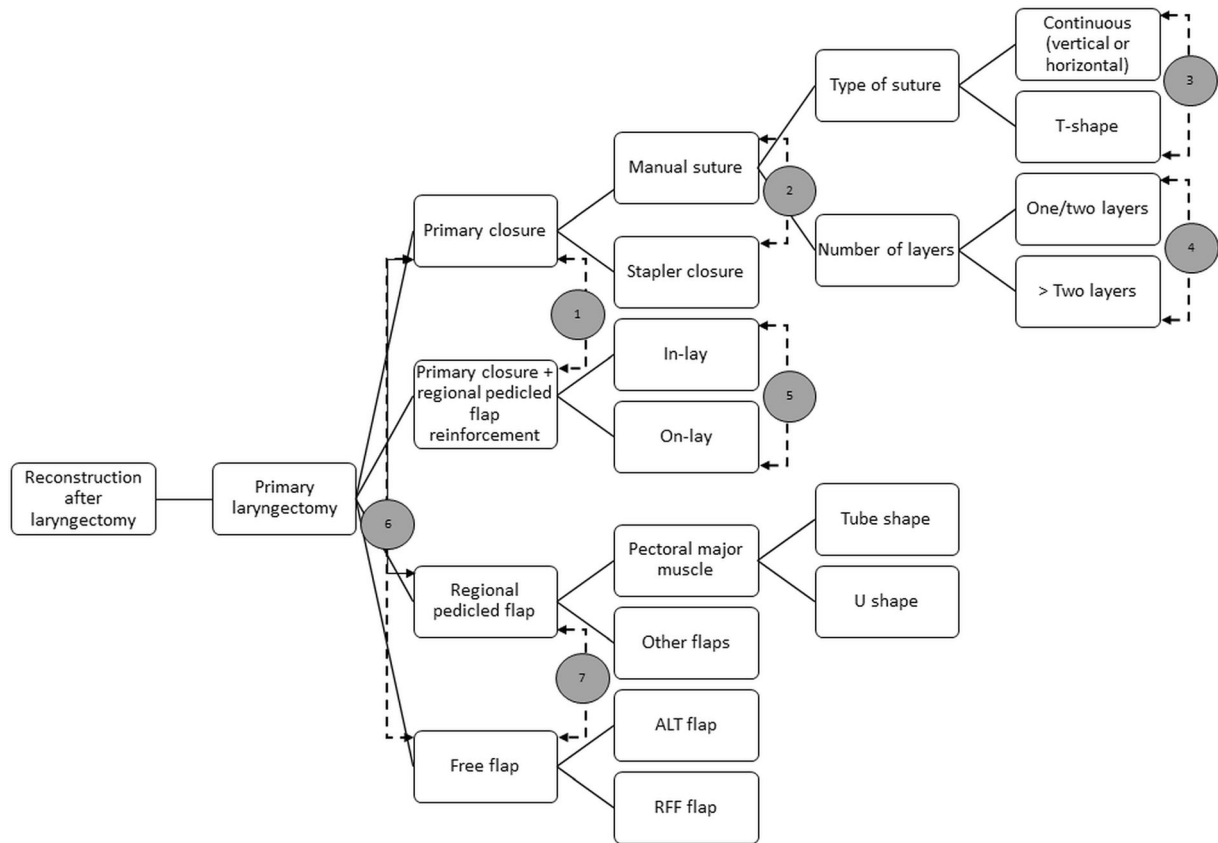 Continuous
(vertical or
horizontal)
3
Type of suture
T-shape
Manual suture
2
One/two layers
Primary closure
Number of layers
4
Stapler closure
> Two layers
1
In-lay
Primary closure +
regional pedicled
flap
reinforcement
5
On-lay
Reconstruction
after
laryngectomy
Primary
laryngectomy
6
Tube shape
Pectoral major
muscle
Regional
pedicled flap
U shape
Other flaps
7
ALT flap
Free flap
RFF flap